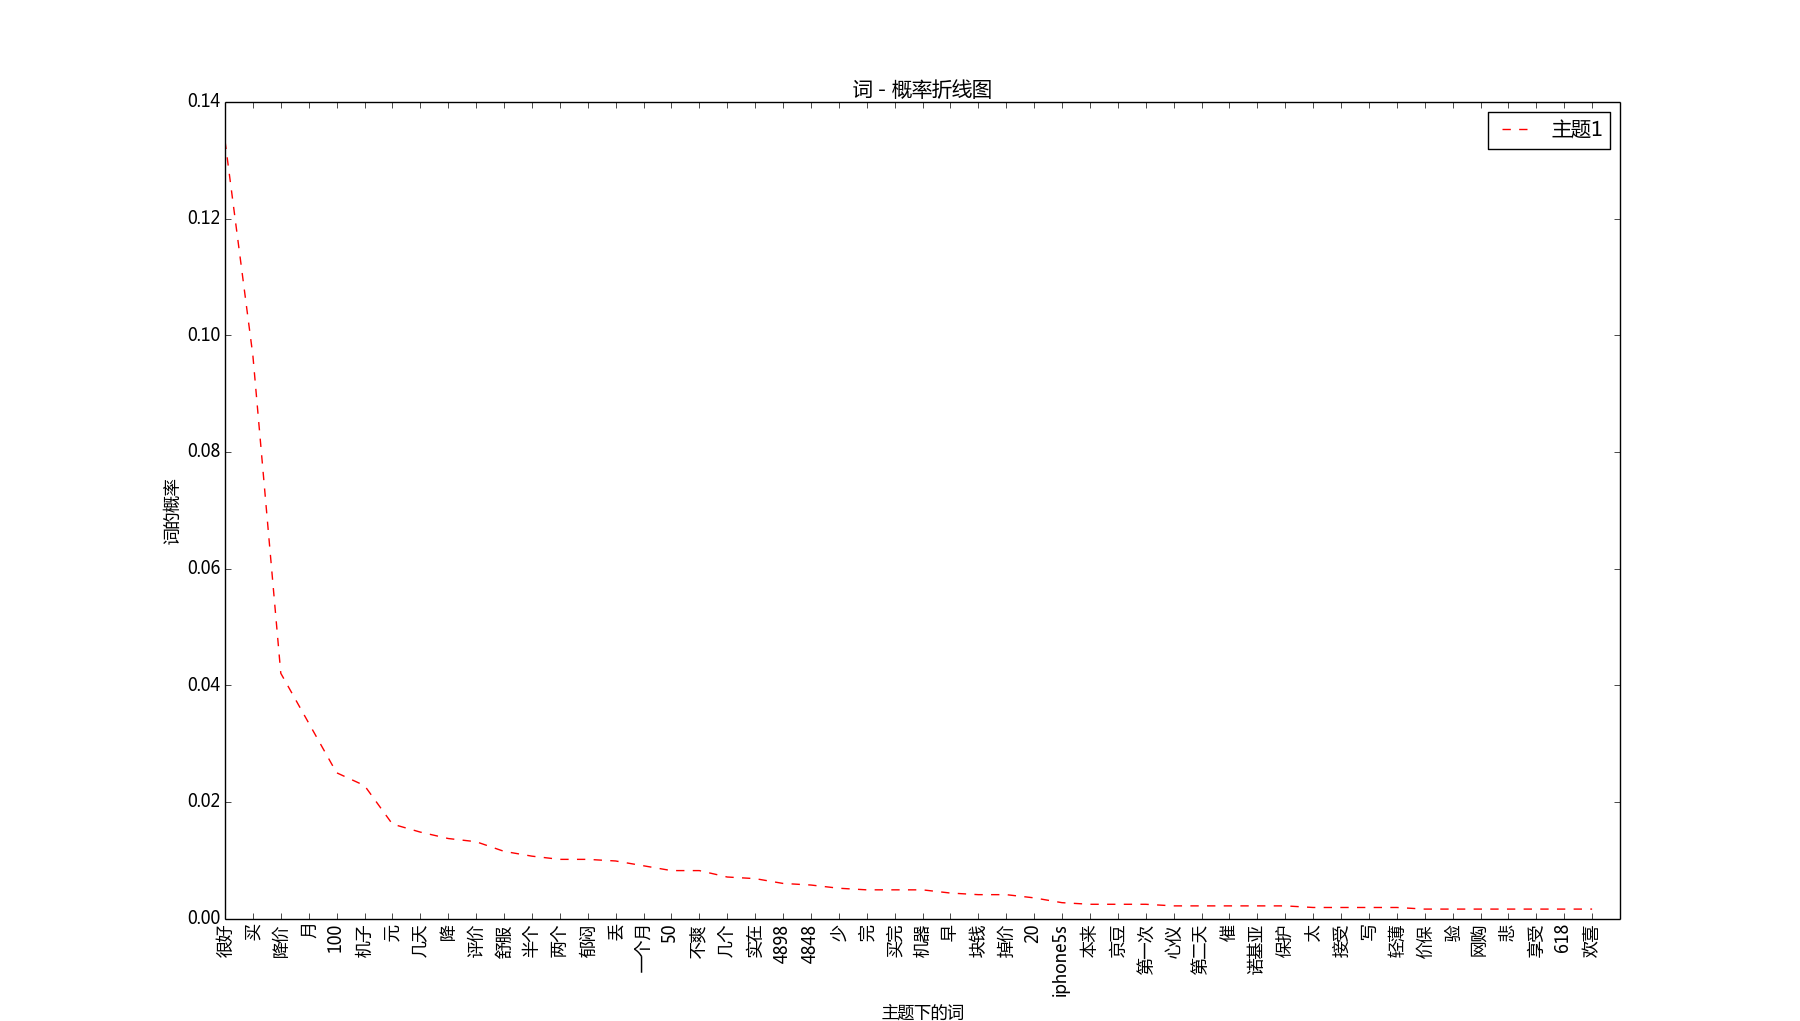 词 - 概率折线图
主题1
词的概率
0.14
0.12
0.10
0.08
0.06
0.04
0.02
0.00
很好
买
降价
月
100
机子
元
几天
降
评价
舒服
半个
两个
郁闷
丢
一个月
50
不爽
几个
实在
4898
4848
少
完
买完
机器
早
块钱
掉价
20
iphone5s
本来
京豆
第一次
心仪
第二天
催
诺基亚
保护
太
接受
写
轻薄
价保
验
网购
悲
享受
618
欢喜
主题下的词